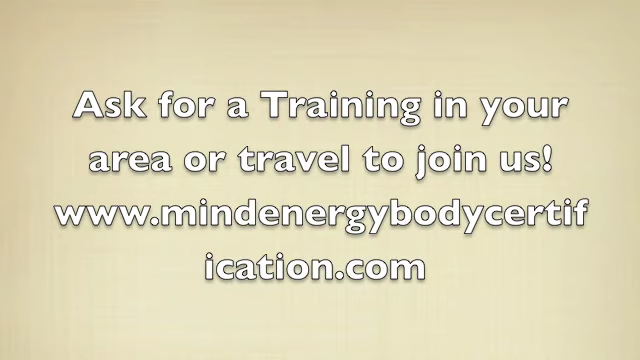 Ask for a Training in your
area or travel to join us!
www.mindenergybodycertif
ication.com